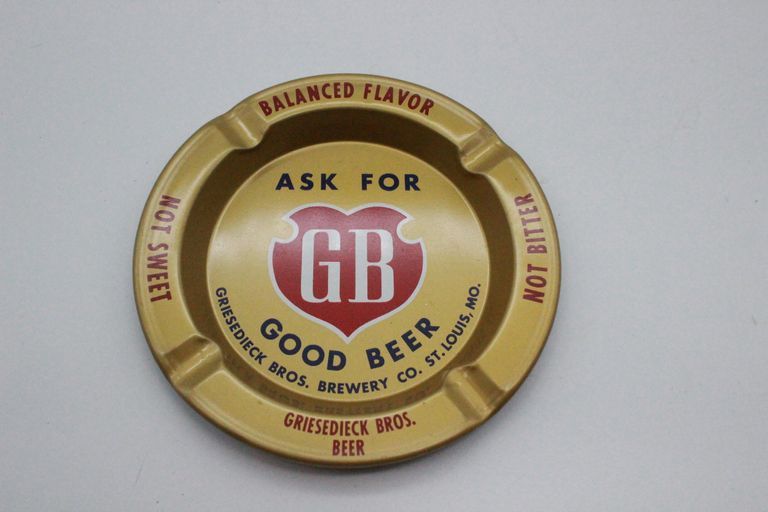 BALANCED FLAVOR
NOT SWEET
NOT BITTER
ASK FOR
GB
GOOD BEER
GRIESEDIECK BROS. BREWERY CO. ST. LOUIS, MO.
GRIESEDIECK BROS.
BEER